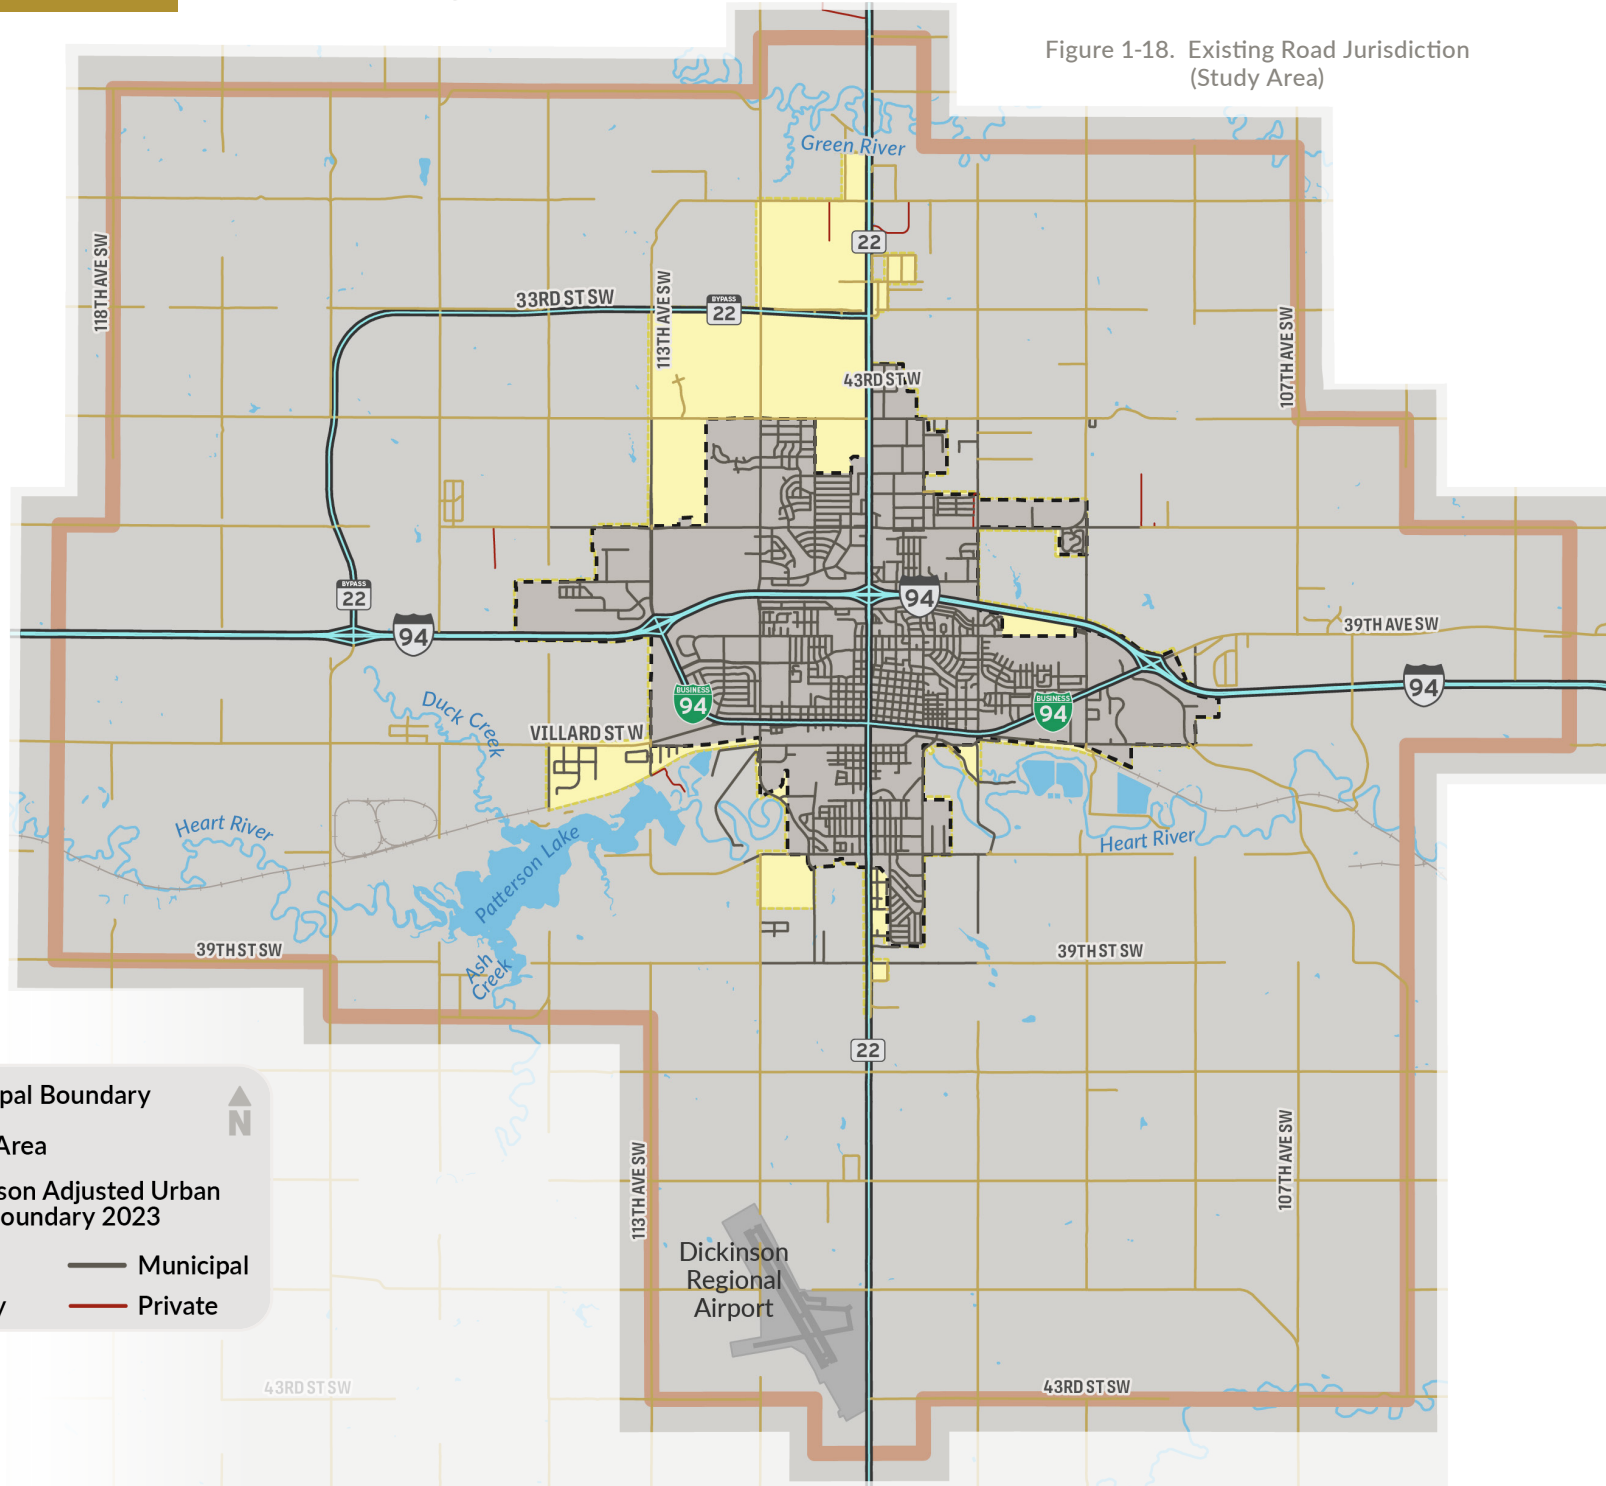 Figure 1-18. Existing Road Jurisdiction
(Study Area)
Green River
118TH AVE SW
22
33RD ST SW
BYPASS
22
113TH AVE SW
107TH AVE SW
43RD ST W
BYPASS
22
94
94
39TH AVE SW
94
BUSINESS
94
BUSINESS
94
Duck Creek
VILLARD ST W
Heart River
Patterson Lake
Heart River
39TH ST SW
Ash
Creek
39TH ST SW
22
pal Boundary
N
Area
son Adjusted Urban
oundary 2023
Municipal
y
Private
113TH AVE SW
107TH AVE SW
Dickinson
Regional
Airport
43RD ST SW
43RD ST SW